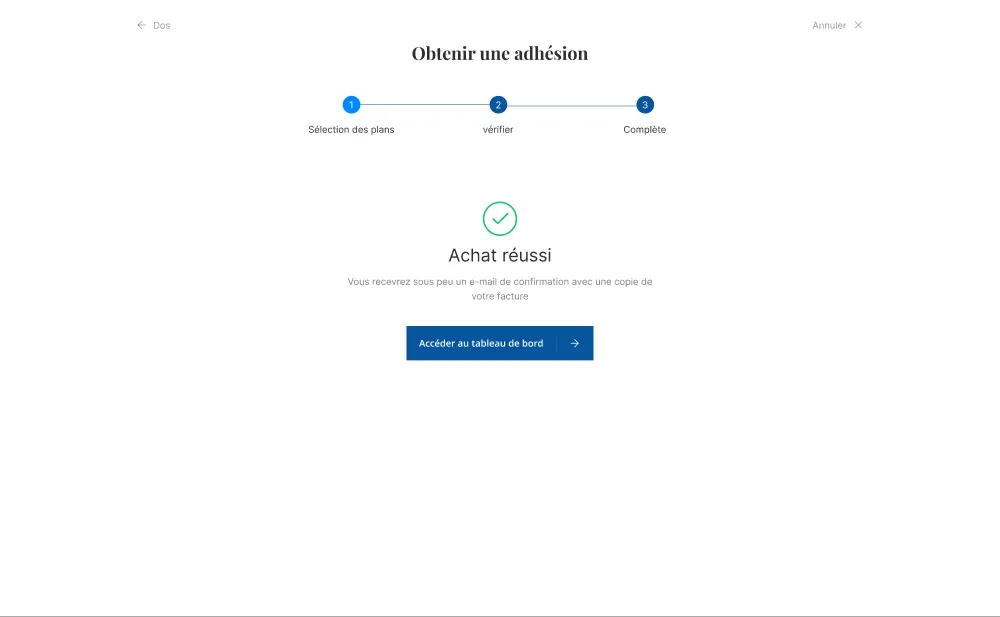 Dos
Annuler
Obtenir une adhésion
1
2
3
Sélection des plans
vérifier
Complète
Achat réussi
Vous recevrez sous peu un e-mail de confirmation avec une copie de
votre facture
Accéder au tableau de bord